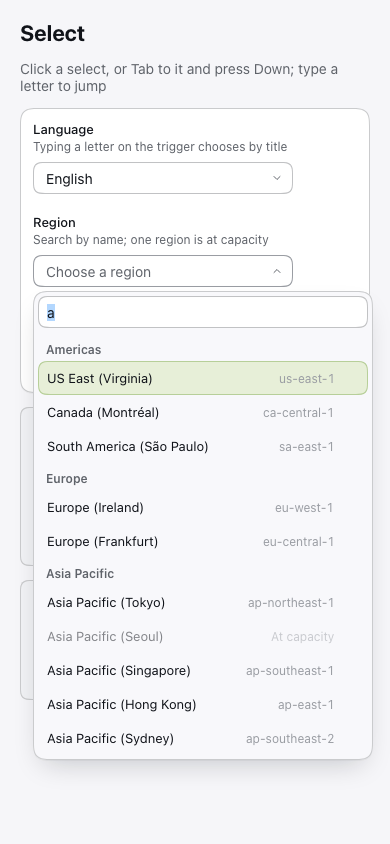 Select
Click a select, or Tab to it and press Down; type a
letter to jump
Language
Typing a letter on the trigger chooses by title
English
Region
Search by name; one region is at capacity
Choose a region
a
Americas
US East (Virginia) us-east-1
Canada (Montréal) ca-central-1
South America (São Paulo) sa-east-1
Europe
Europe (Ireland) eu-west-1
Europe (Frankfurt) eu-central-1
Asia Pacific
Asia Pacific (Tokyo) ap-northeast-1
Asia Pacific (Seoul) At capacity
Asia Pacific (Singapore) ap-southeast-1
Asia Pacific (Hong Kong) ap-east-1
Asia Pacific (Sydney) ap-southeast-2